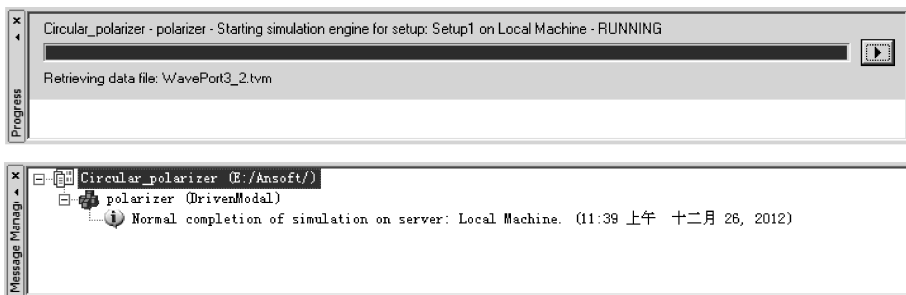 Circular_polarizer - polarizer - Starting simulation engine for setup: Setup1 on Local Machine - RUNNING
Retrieving data file: WavePort3_2.tvm
Progress
Circular_polarizer (E:/Ansoft/)
polarizer (DrivenModal)
Normal completion of simulation on server: Local Machine. (11:39 上午 十二月 26, 2012)
Message Manag